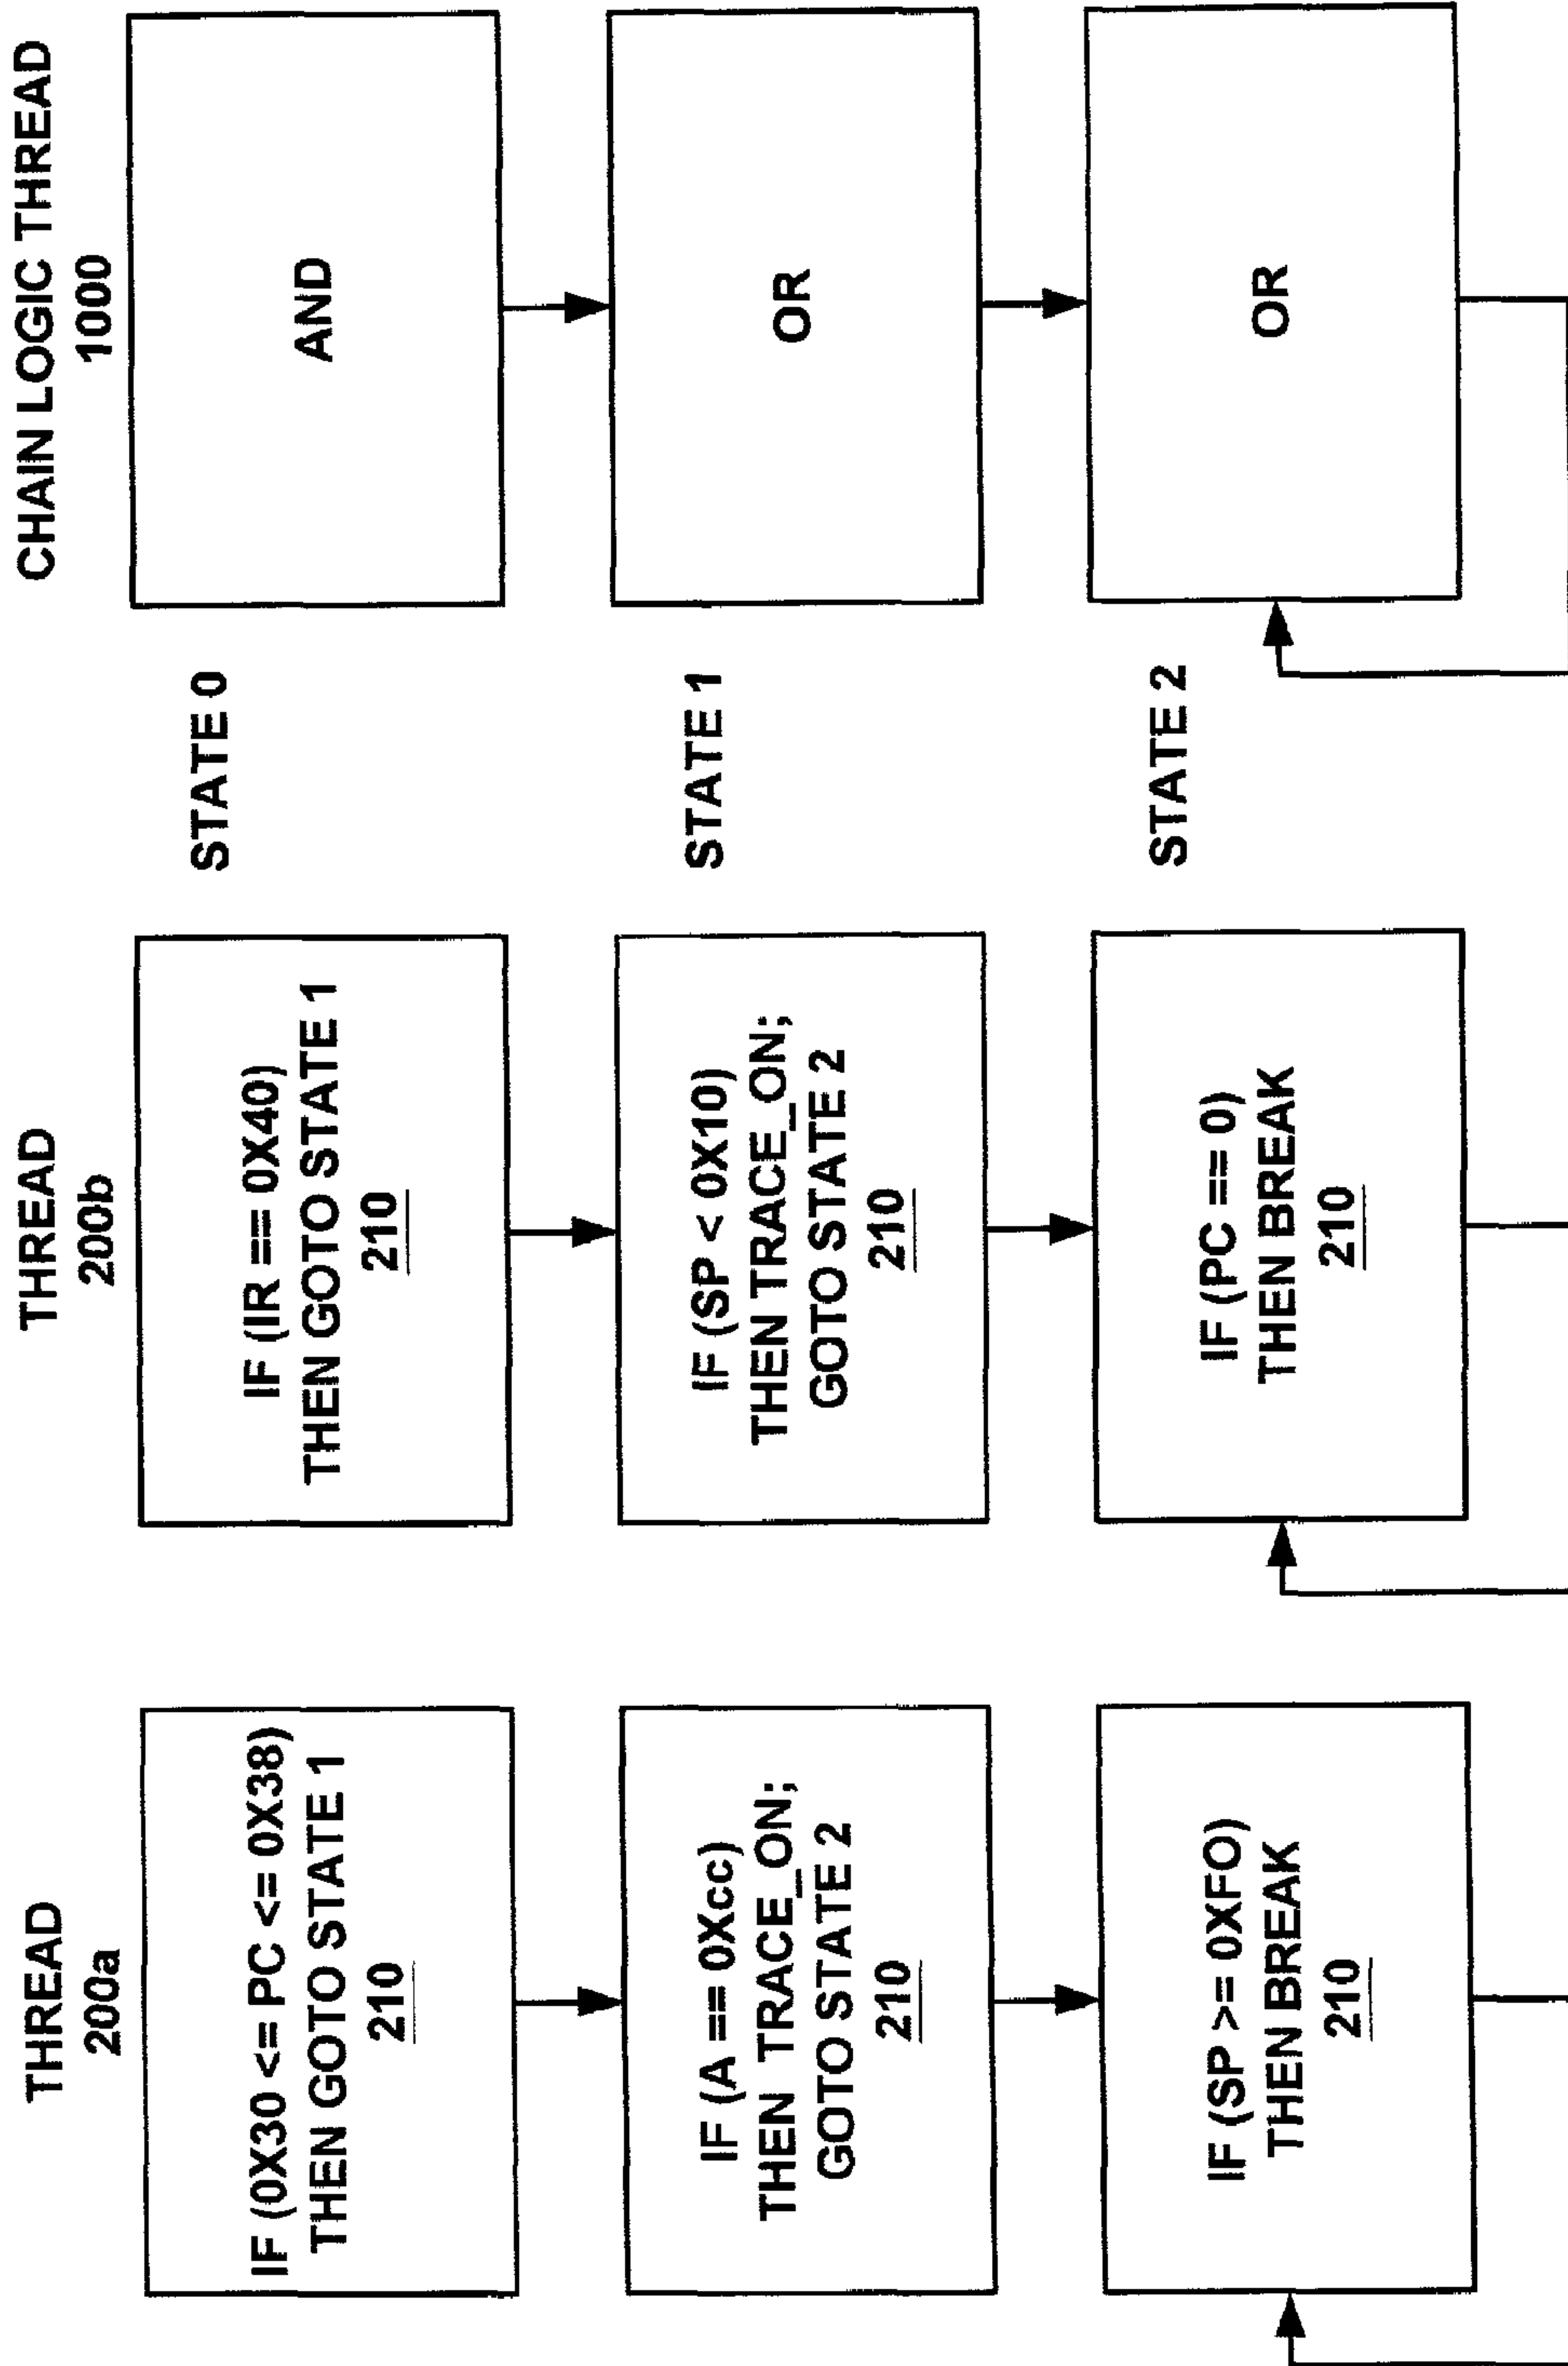 THREAD
200a
IF (0X30 <= PC <= 0X38)
THEN GOTO STATE 1
210
IF (A == 0Xcc)
THEN TRACE_ON;
GOTO STATE 2
210
IF (SP >= 0XFO)
THEN BREAK
210
THREAD
200b
IF (IR == 0X40)
THEN GOTO STATE 1
210
IF (SP < 0X10)
THEN TRACE_ON;
GOTO STATE 2
210
IF (PC == 0)
THEN BREAK
210
STATE 0
STATE 1
STATE 2
CHAIN LOGIC THREAD
1000
AND
OR
OR